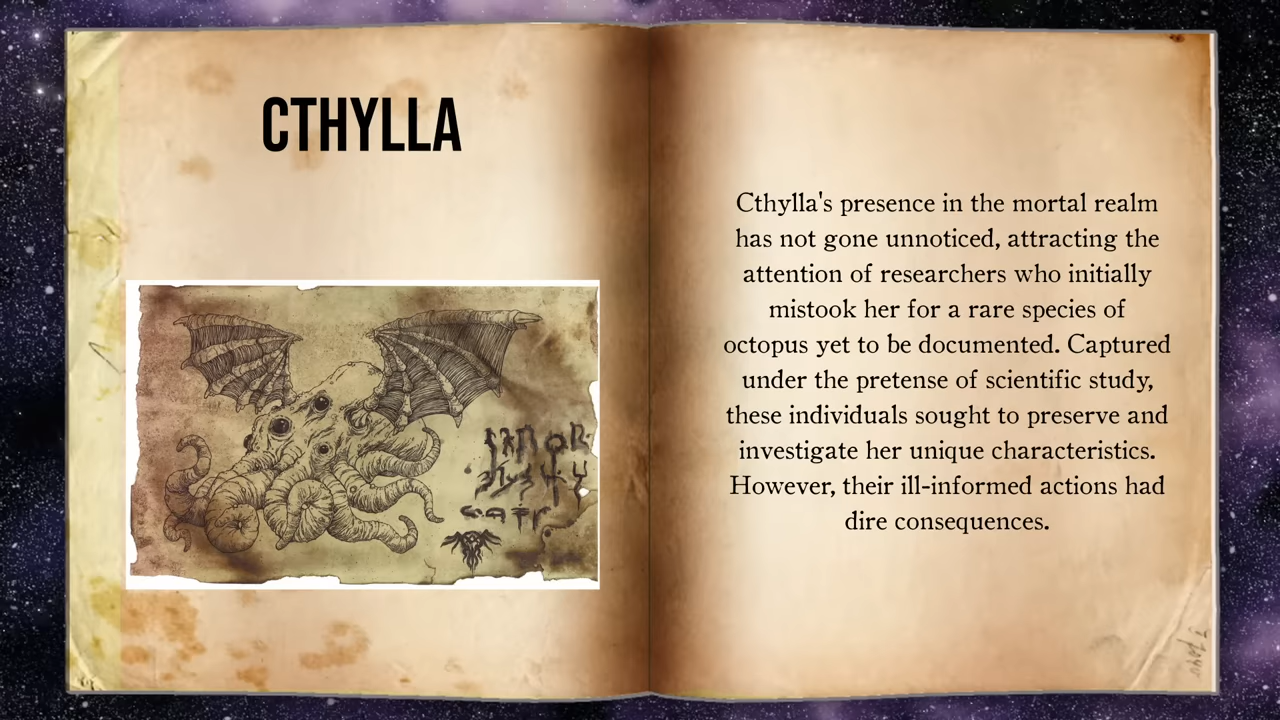 CTHYLLA
Cthylla's presence in the mortal realm
has not gone unnoticed, attracting the
attention of researchers who initially
mistook her for a rare species of
octopus yet to be documented. Captured
under the pretense of scientific study,
these individuals sought to preserve and
investigate her unique characteristics.
However, their ill-informed actions had
dire consequences.